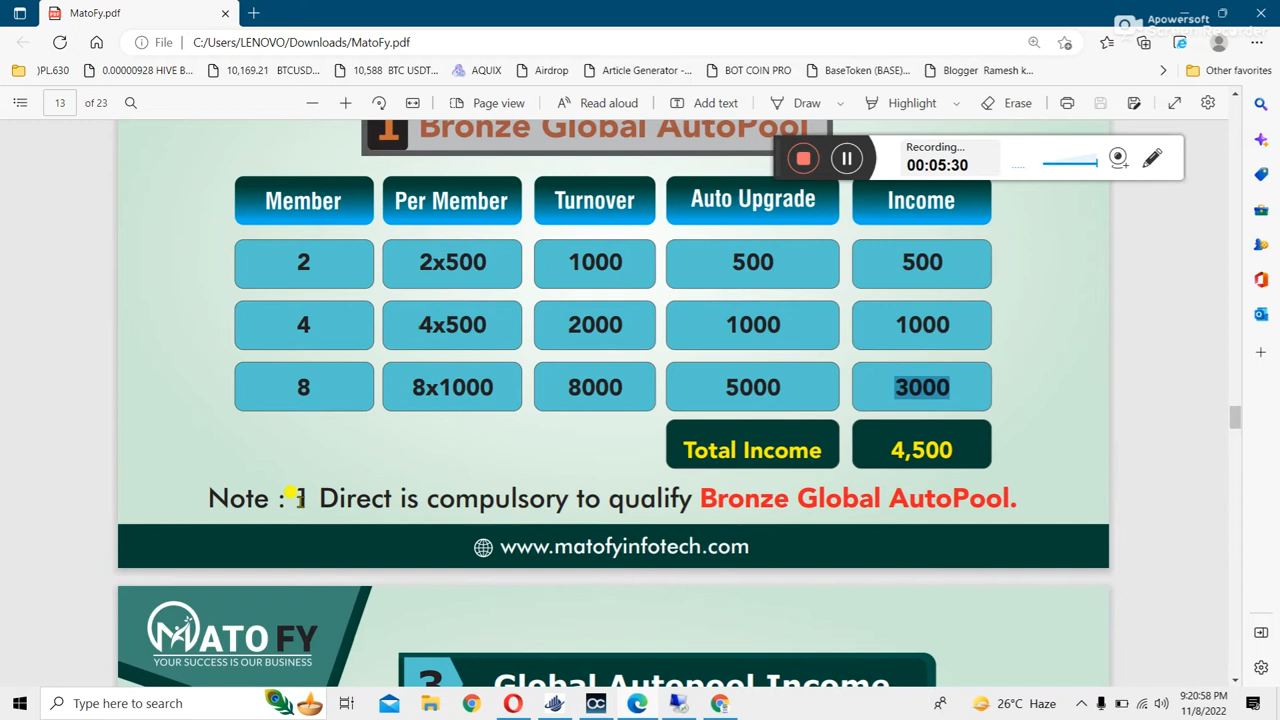 MatoFy.pdf
Apowersoft
Screen Recorder
File
C:/Users/LENOVO/Downloads/MatoFy.pdf
)PL.630
0.00000928 HIVE B...
10,169.21 BTCUSD...
10,588 BTC USDT...
AQUIX
Airdrop
Article Generator -...
BOT COIN PRO
BaseToken (BASE)...
Blogger Ramesh k...
Other favorites
13 of 23
Page view
Read aloud
Add text
Draw
Highlight
Erase
1 Bronze Global AutoPool
Recording...
00:05:30
Member Per Member Turnover Auto Upgrade Income
2 2x500 1000 500 500
4 4x500 2000 1000 1000
8 8x1000 8000 5000 3000
Total Income 4,500
Note : 1 Direct is compulsory to qualify Bronze Global AutoPool.
www.matofyinfotech.com
MATO FY
YOUR SUCCESS IS OUR BUSINESS
3 Global Autopool Income
Type here to search
26°C Haze
9:20:58 PM
11/8/2022